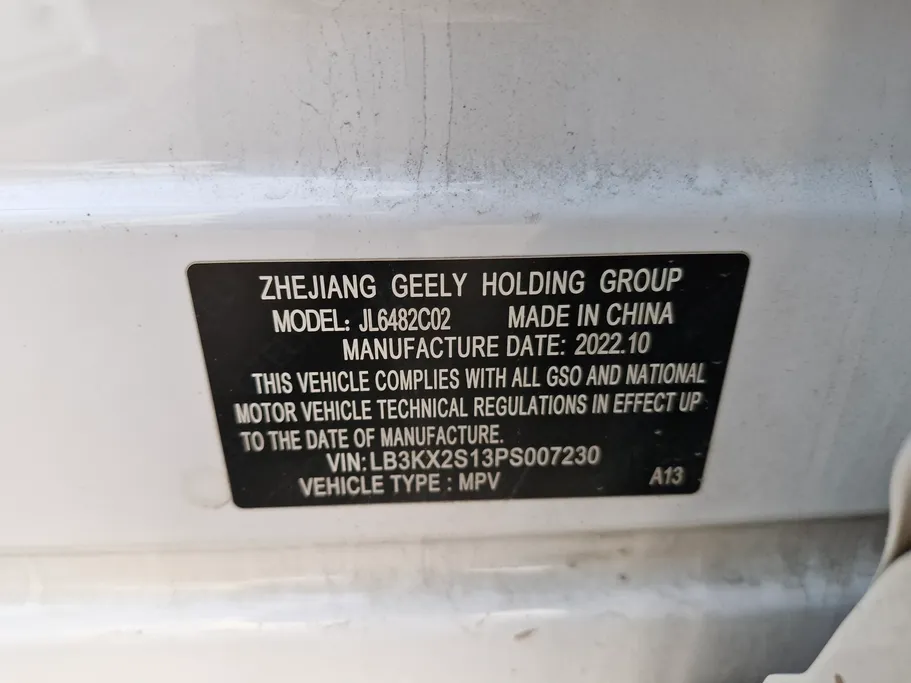 ZHEJIANG GEELY HOLDING GROUP
MODEL: JL6482C02 MADE IN CHINA
MANUFACTURE DATE: 2022.10
THIS VEHICLE COMPLIES WITH ALL GSO AND NATIONAL
MOTOR VEHICLE TECHNICAL REGULATIONS IN EFFECT UP
TO THE DATE OF MANUFACTURE.
VIN: LB3KX2S13PS007230
VEHICLE TYPE : MPV A13